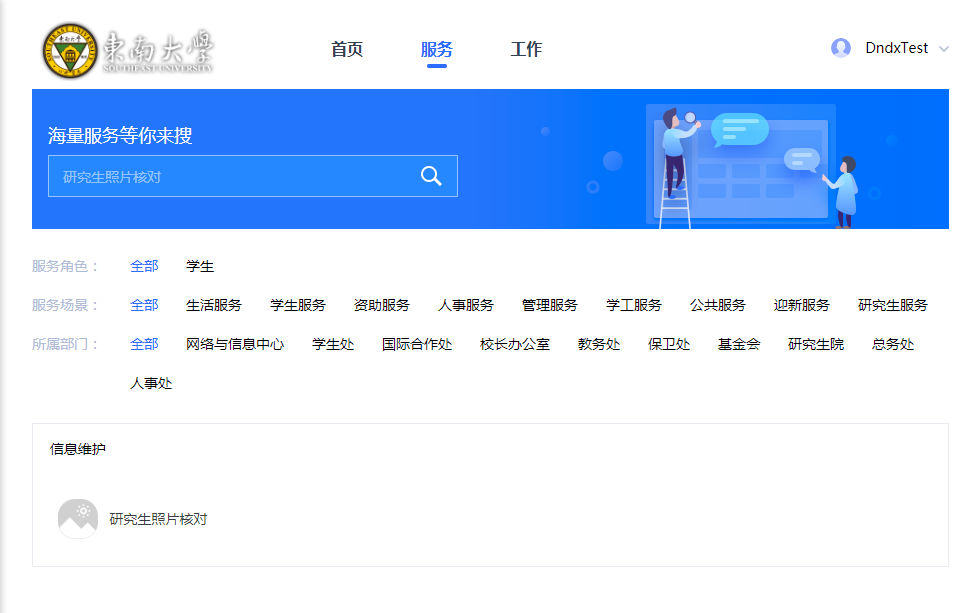 SOUTHEAST UNIVERSITY
東南大學
SOUTHEAST UNIVERSITY
首页 服务 工作 DndxTest
海量服务等你来搜
研究生照片核对
服务角色： 全部 学生
服务场景： 全部 生活服务 学生服务 资助服务 人事服务 管理服务 学工服务 公共服务 迎新服务 研究生服务
所属部门： 全部 网络与信息中心 学生处 国际合作处 校长办公室 教务处 保卫处 基金会 研究生院 总务处
人事处
信息维护
研究生照片核对